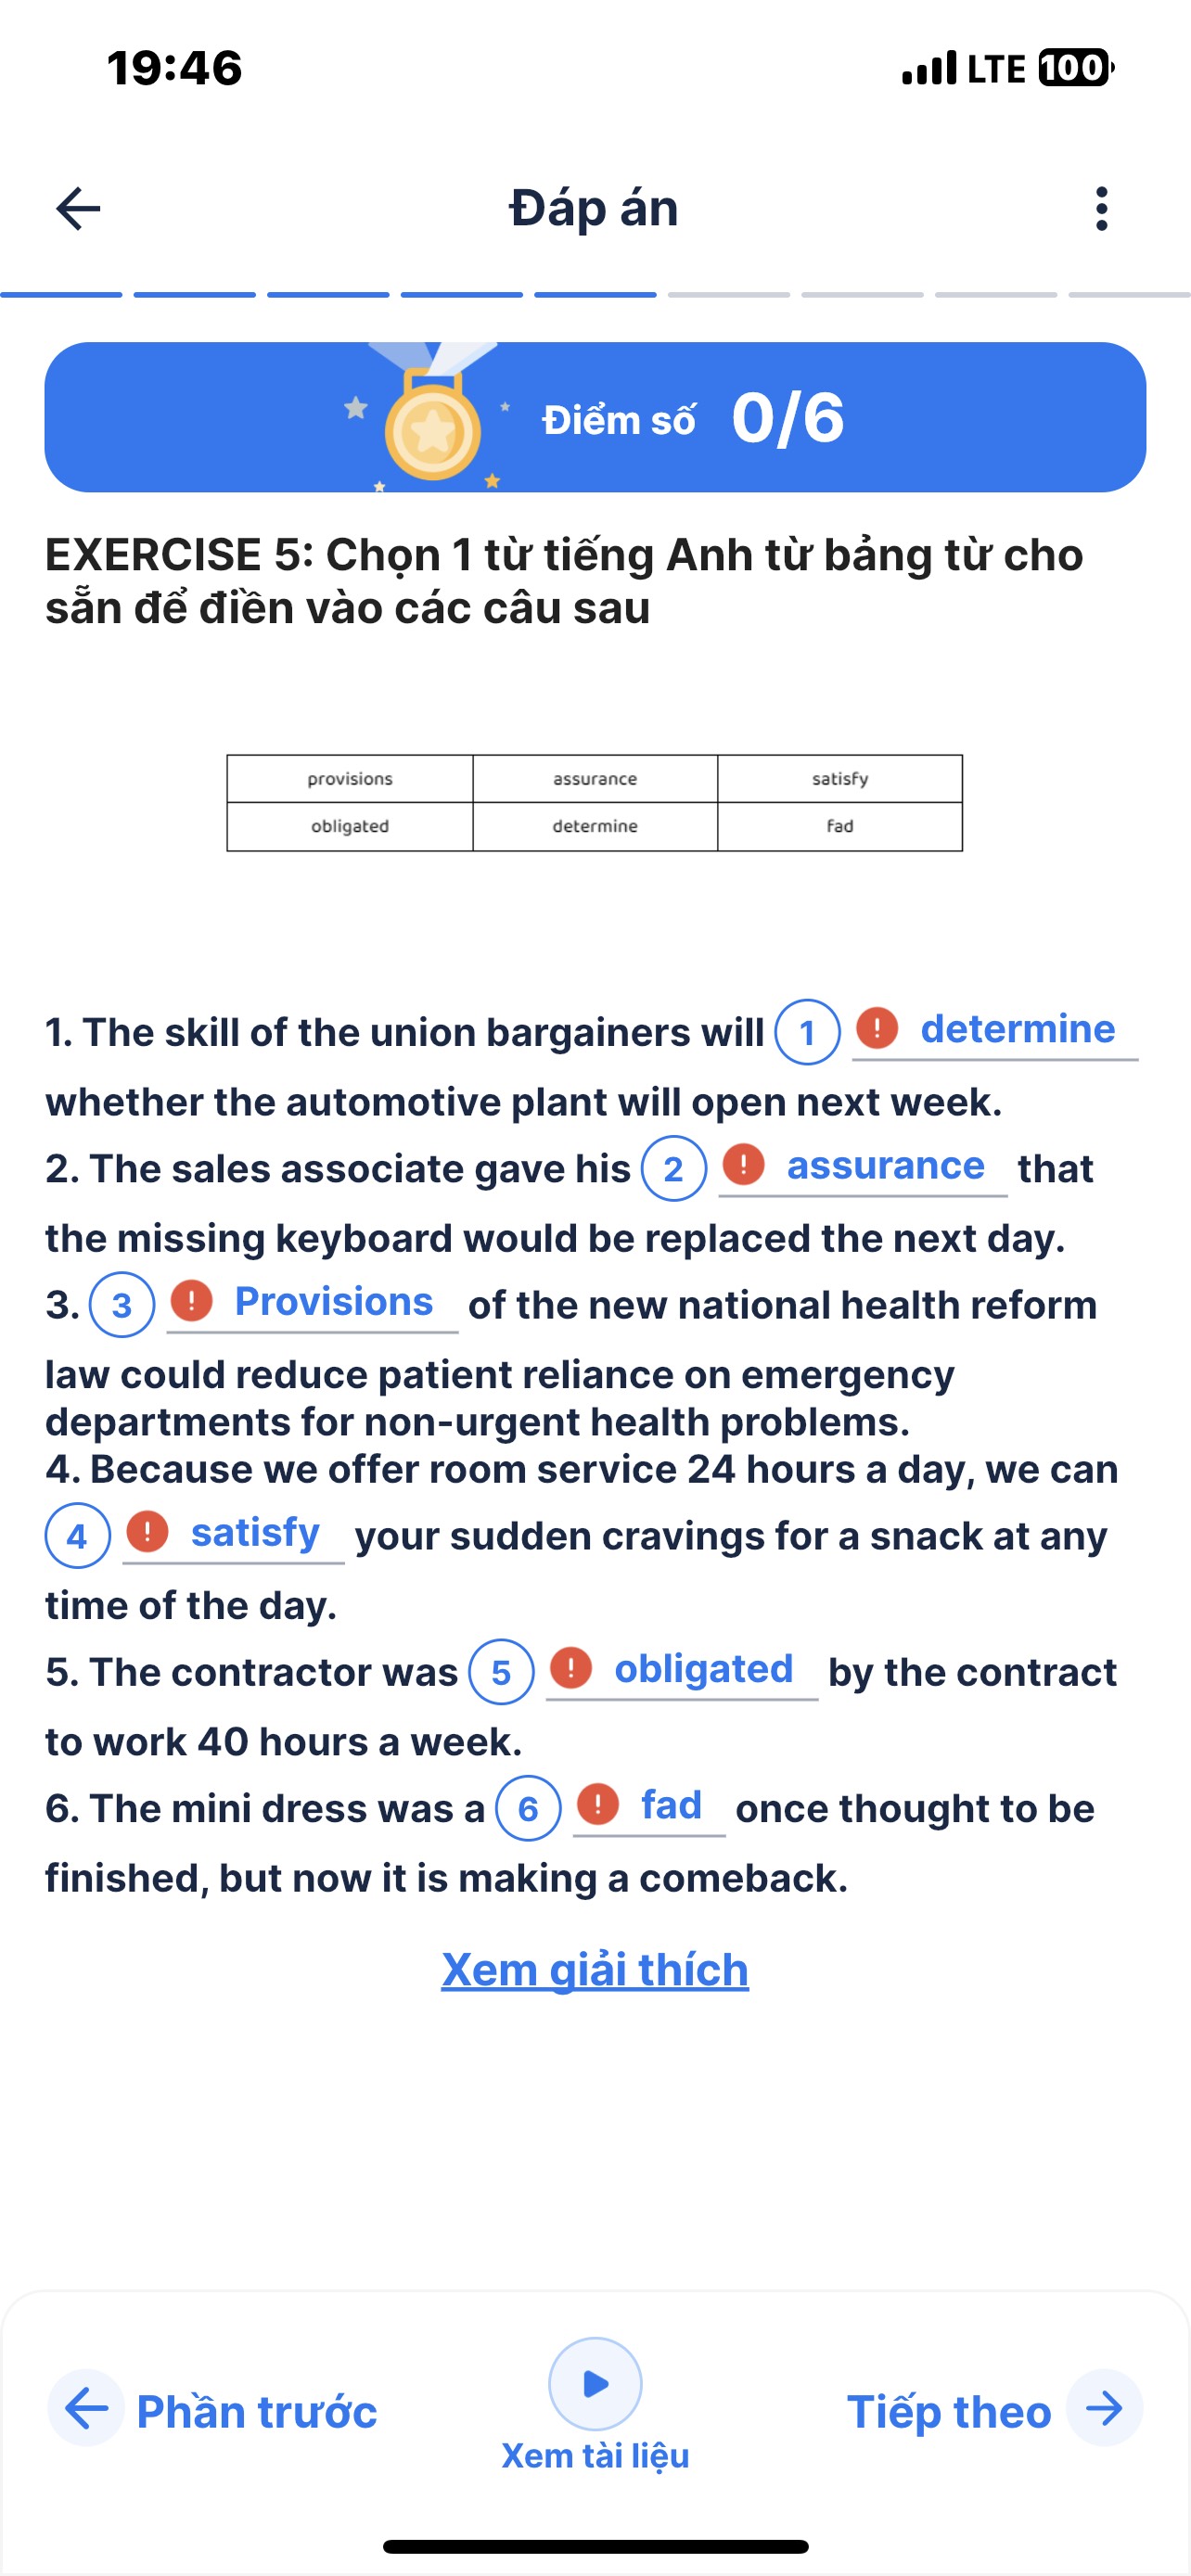 19:46 LTE 100
Đáp án
Điểm số 0/6
EXERCISE 5: Chọn 1 từ tiếng Anh từ bảng từ cho
sẵn để điền vào các câu sau
provisions assurance satisfy
obligated determine fad
1. The skill of the union bargainers will 1 ! determine
whether the automotive plant will open next week.
2. The sales associate gave his 2 ! assurance that
the missing keyboard would be replaced the next day.
3. 3 ! Provisions of the new national health reform
law could reduce patient reliance on emergency
departments for non-urgent health problems.
4. Because we offer room service 24 hours a day, we can
4 ! satisfy your sudden cravings for a snack at any
time of the day.
5. The contractor was 5 ! obligated by the contract
to work 40 hours a week.
6. The mini dress was a 6 ! fad once thought to be
finished, but now it is making a comeback.
Xem giải thích
Phần trước
Xem tài liệu
Tiếp theo